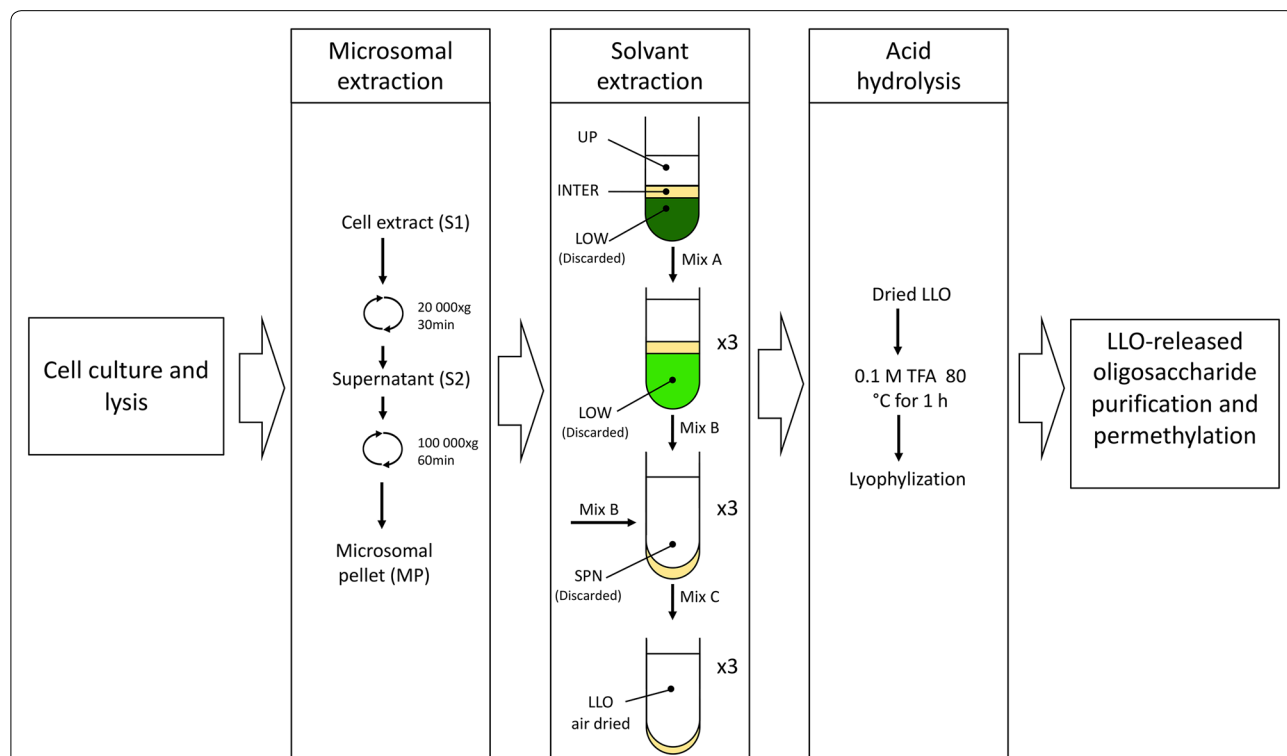 Cell culture and
lysis
Microsomal
extraction
Cell extract (S1)
20 000xg
30min
Supernatant (S2)
100 000xg
60min
Microsomal
pellet (MP)
Solvent
extraction
UP
INTER
LOW
(Discarded)
Mix A
x3
LOW
(Discarded)
Mix B
Mix B
x3
SPN
(Discarded)
Mix C
x3
LLO
air dried
Acid
hydrolysis
Dried LLO
0.1 M TFA 80
°C for 1 h
Lyophylization
LLO-released
oligosaccharide
purification and
permethylation